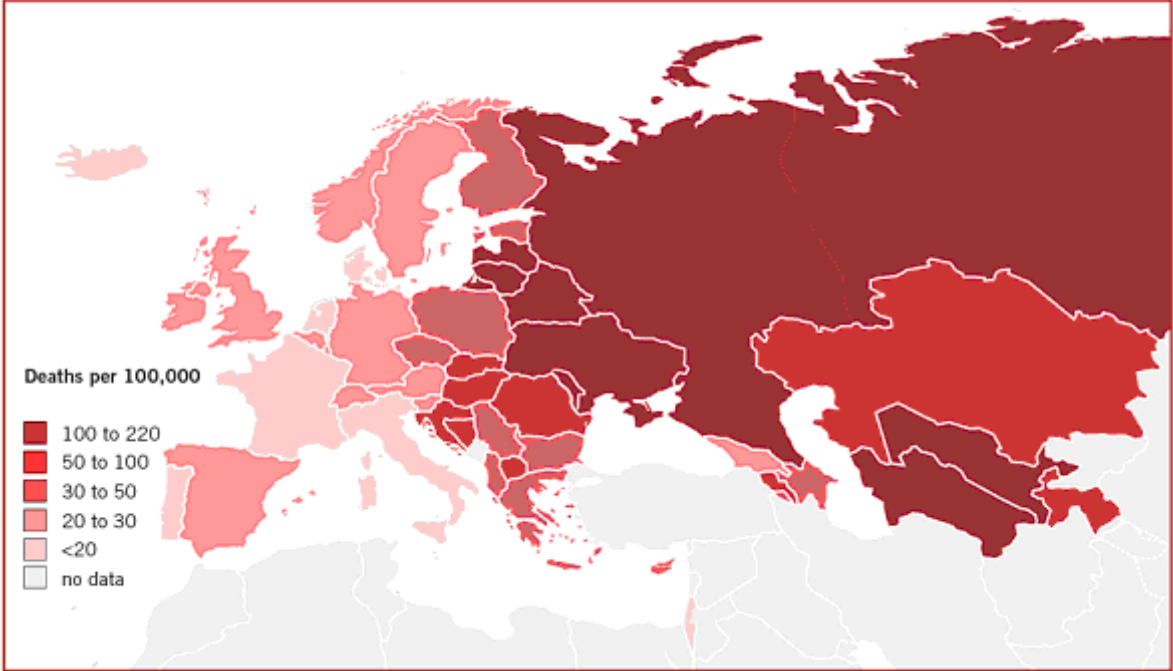 Deaths per 100,000
100 to 220
50 to 100
30 to 50
20 to 30
<20
no data